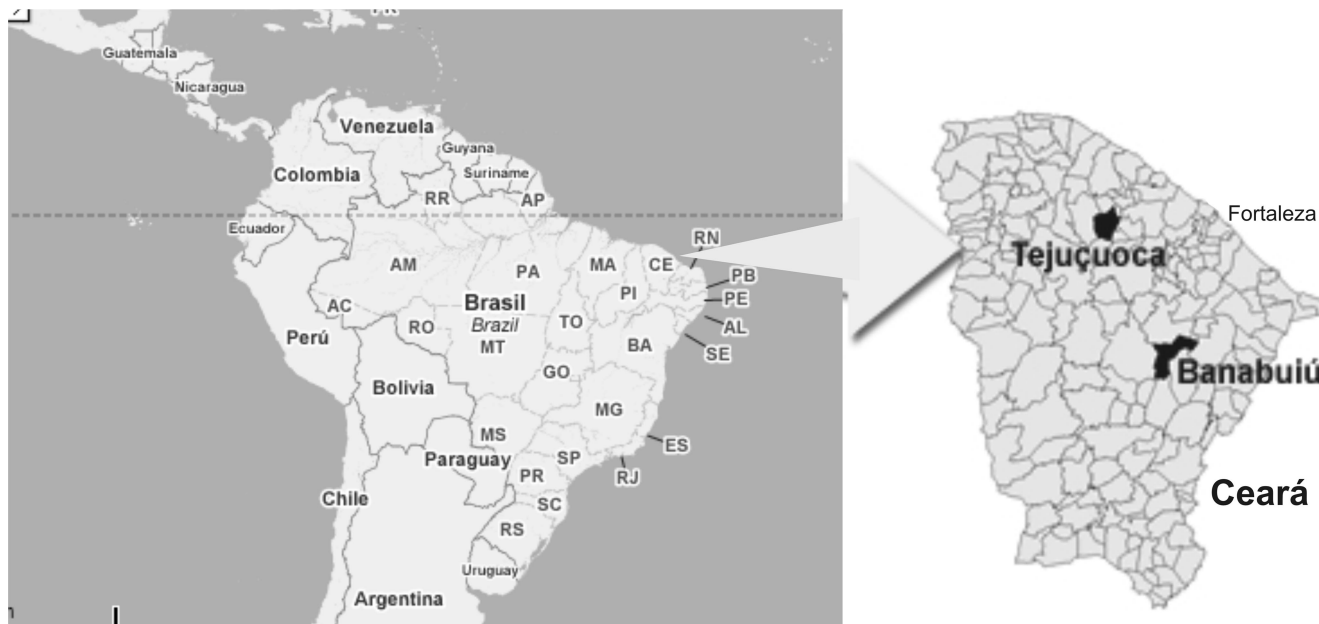 Guatemala
Nicaragua
Venezuela
Guyana
Suriname
Colombia
RR
AP
Ecuador
AM
PA
MA
CE
RN
PB
PE
AL
SE
PI
Brasil
Brazil
AC
RO
TO
BA
MT
Perú
GO
Bolivia
MG
MS
ES
Paraguay
SP
RJ
PR
Chile
SC
RS
Uruguay
Argentina
Fortaleza
Tejuçuoca
Banabuiú
Ceará